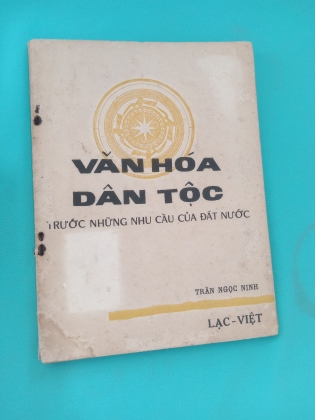 VĂN HÓA
DÂN TỘC
TRƯỚC NHỮNG NHU CẦU CỦA ĐẤT NƯỚC
TRẦN NGỌC NINH
LẠC-VIỆT